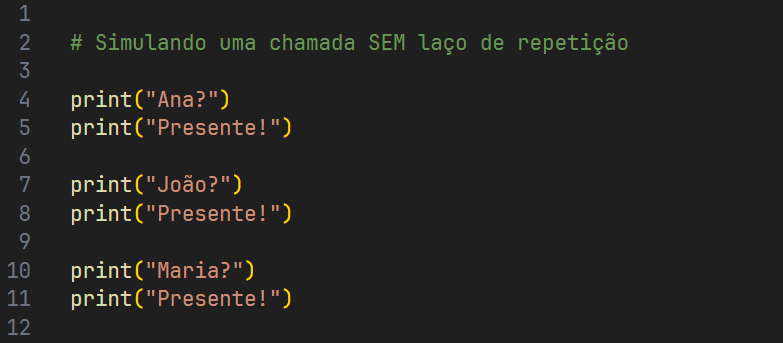 1
2 # Simulando uma chamada SEM laço de repetição
3
4 print("Ana?")
5 print("Presente!")
6
7 print("João?")
8 print("Presente!")
9
10 print("Maria?")
11 print("Presente!")
12